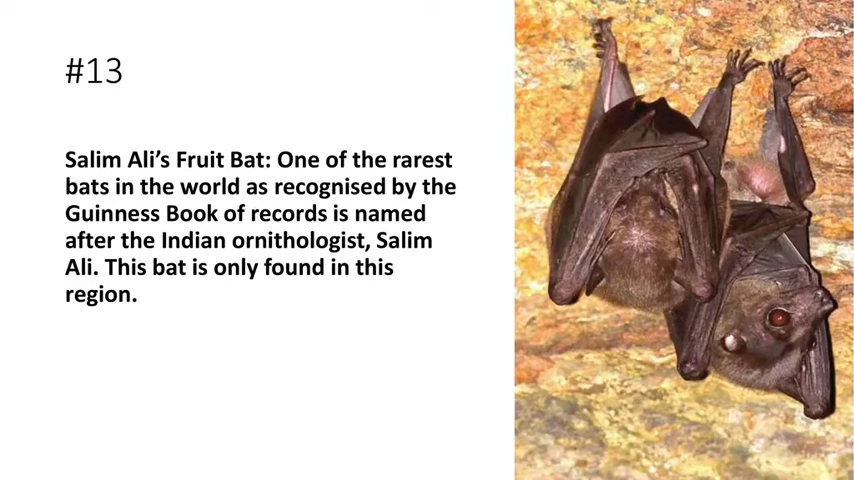 #13
Salim Ali’s Fruit Bat: One of the rarest
bats in the world as recognised by the
Guinness Book of records is named
after the Indian ornithologist, Salim
Ali. This bat is only found in this
region.